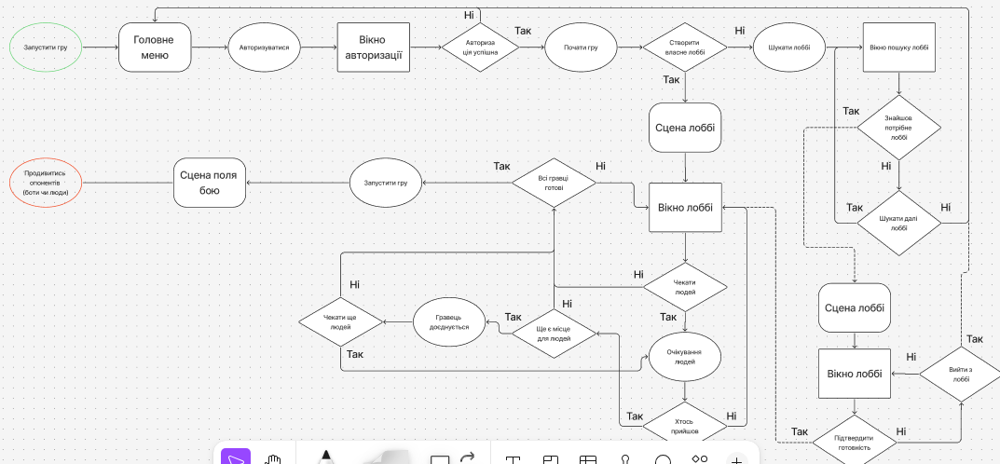 Ні
Запустити гру
Головне
меню
Авторизуватися
Вікно
авторизації
Авториза
ція успішна
Так
Почати гру
Створити
власне лоббі
Ні
Шукати лоббі
Вікно пошуку лоббі
Так
Сцена лоббі
Так
Знайшов
потрібне
лоббі
Ні
Продивитись
опонентів
(боти чи люди)
Сцена поля
бою
Запустити гру
Так
Всі гравці
готові
Ні
Вікно лоббі
Так
Шукати далі
лоббі
Ні
Ні
Чекати
людей
Так
Ні
Чекати ще
людей
Так
Гравець
доєднується
Так
Ні
Ще є місце
для людей
Очікування
людей
Так
Хтось
прийшов
Ні
Сцена лоббі
Вікно лоббі
Ні
Вийти з
лоббі
Так
Так
Підтвердити
готовність
Ні